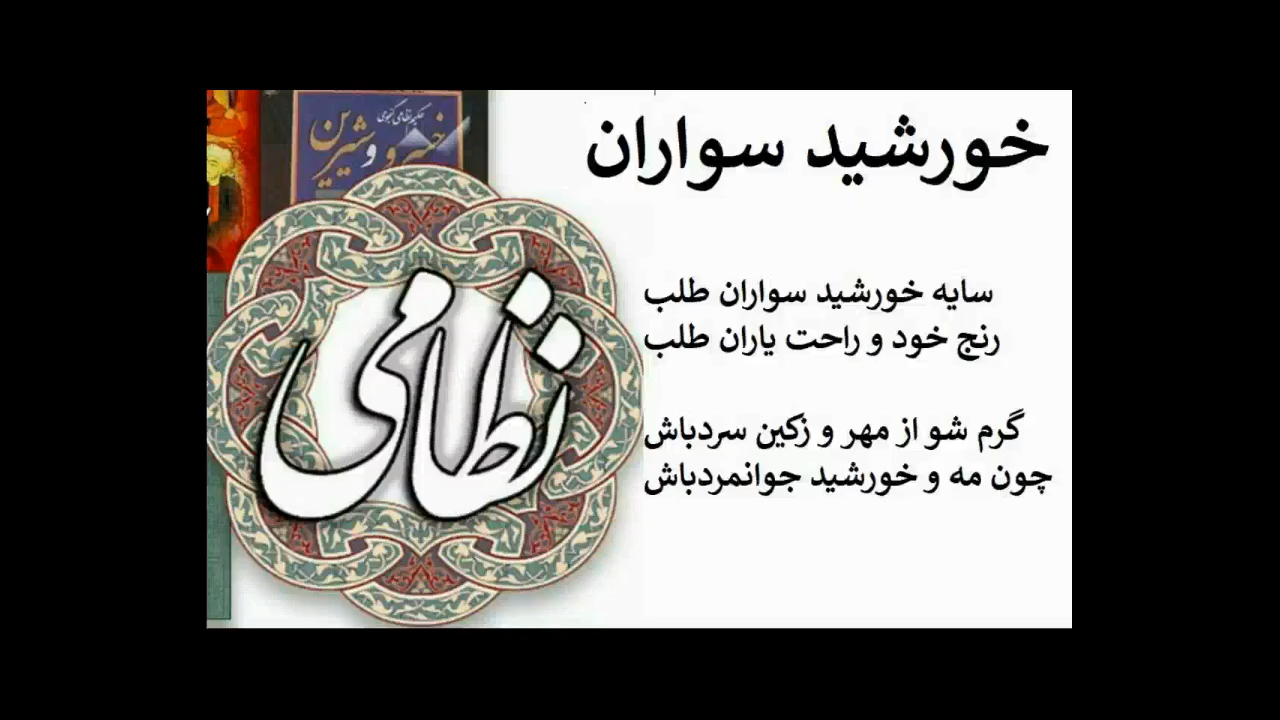 خورشید سواران
سایه خورشید سواران طلب
رنج خود و راحت یاران طلب
گرم شو از مهر و زکین سردباش
چون مه و خورشید جوانمردباش
حکیم نظامی گنجوی
خسرو و شیرین
نظامی